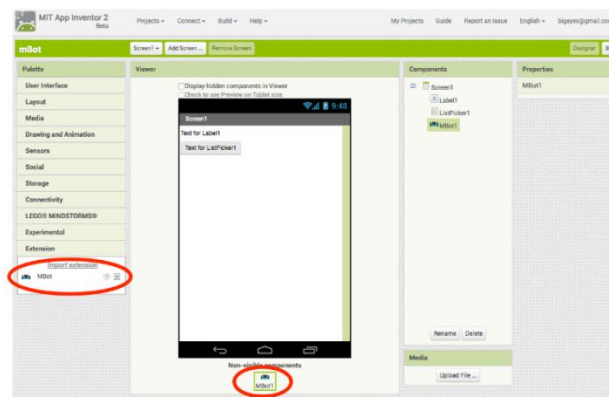 MIT App Inventor 2
Beta
Projects Connect Build Help
My Projects Guide Report an Issue English bigeyex@gmail.com
mBot
Screen1 Add Screen ... Remove Screen
Designer
Palette
Viewer
Components
Properties
User Interface
Layout
Media
Drawing and Animation
Sensors
Social
Storage
Connectivity
LEGO® MINDSTORMS®
Experimental
Extension
Import extension
MBot
Display hidden components in Viewer
Check to see Preview on Tablet size.
9:48
Screen1
Text for Label1
Text for ListPicker1
Non-visible components
MBot1
Screen1
Label1
ListPicker1
MBot1
Rename Delete
Media
Upload File ...
MBot1